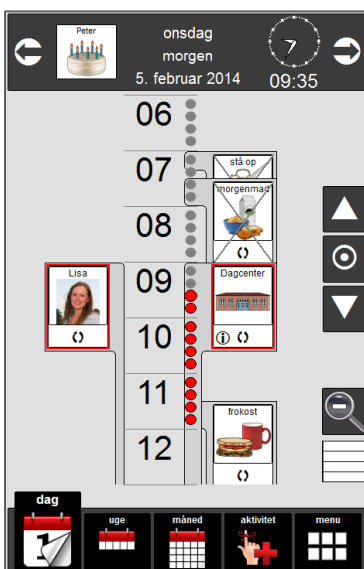 Peter
onsdag
morgen
5. februar 2014
09:35
06
07
stå op
morgenmad
08
Lisa
09
Dagcenter
10
11
frokost
12
dag
uge
måned
aktivitet
menu
1